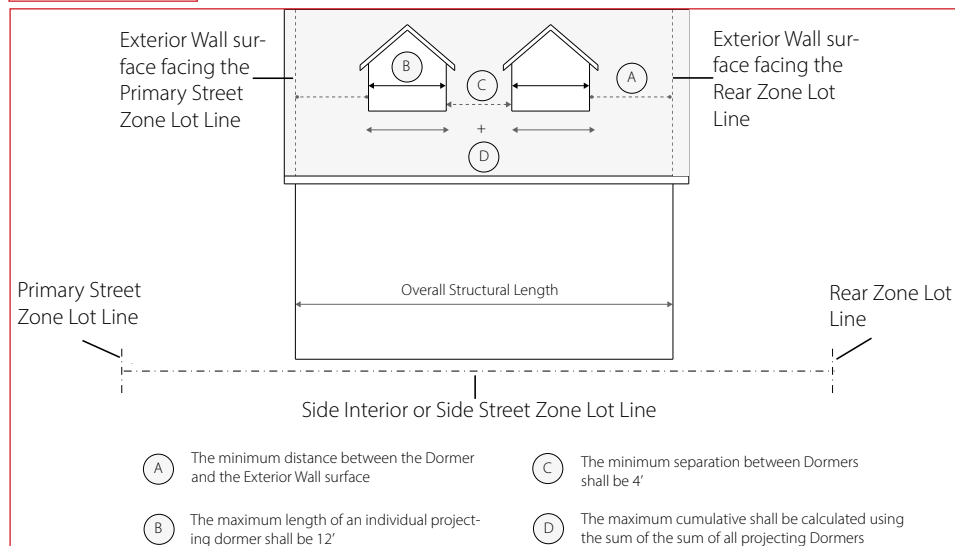 Exterior Wall sur-
face facing the
Primary Street
Zone Lot Line
B
C
A
Exterior Wall sur-
face facing the
Rear Zone Lot
Line
+
D
Overall Structural Length
Primary Street
Zone Lot Line
Rear Zone Lot
Line
Side Interior or Side Street Zone Lot Line
A
The minimum distance between the Dormer
and the Exterior Wall surface
C
The minimum separation between Dormers
shall be 4'
B
The maximum length of an individual project-
ing dormer shall be 12'
D
The maximum cumulative shall be calculated using
the sum of the sum of all projecting Dormers